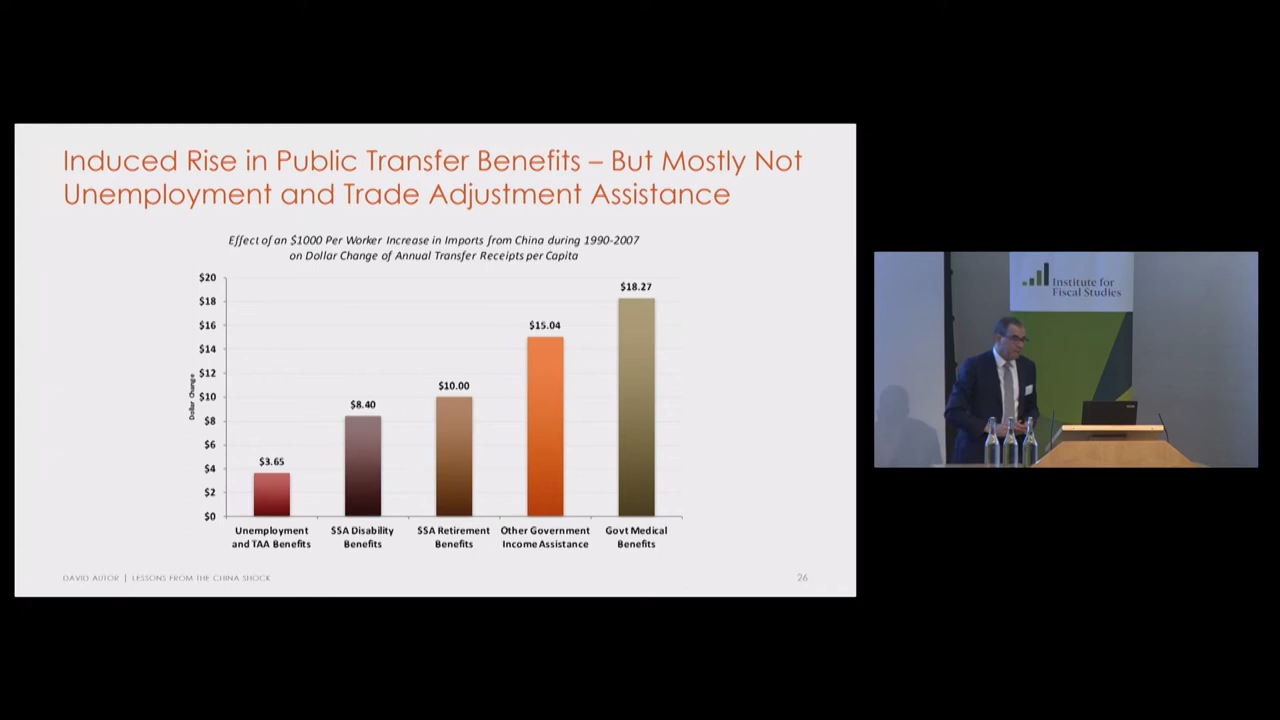 Induced Rise in Public Transfer Benefits – But Mostly Not
Unemployment and Trade Adjustment Assistance
Effect of an $1000 Per Worker Increase in Imports from China during 1990-2007
on Dollar Change of Annual Transfer Receipts per Capita
Dollar Change
$20
$18
$16
$14
$12
$10
$8
$6
$4
$2
$0
$3.65
$8.40
$10.00
$15.04
$18.27
Unemployment
and TAA Benefits
SSA Disability
Benefits
SSA Retirement
Benefits
Other Government
Income Assistance
Govt Medical
Benefits
DAVID AUTOR | LESSONS FROM THE CHINA SHOCK
26
Institute for
Fiscal Studies